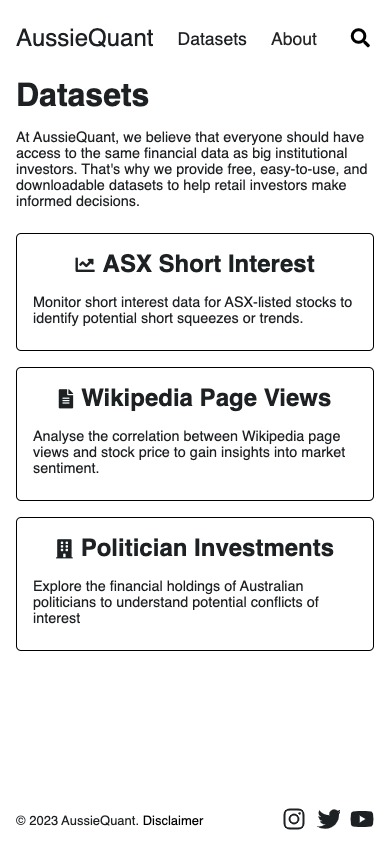 AussieQuant Datasets About
Datasets
At AussieQuant, we believe that everyone should have
access to the same financial data as big institutional
investors. That's why we provide free, easy-to-use, and
downloadable datasets to help retail investors make
informed decisions.
ASX Short Interest
Monitor short interest data for ASX-listed stocks to
identify potential short squeezes or trends.
Wikipedia Page Views
Analyse the correlation between Wikipedia page
views and stock price to gain insights into market
sentiment.
Politician Investments
Explore the financial holdings of Australian
politicians to understand potential conflicts of
interest
© 2023 AussieQuant. Disclaimer